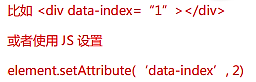 比如 <div data-index=“1”></div>
或者使用 JS 设置
element.setAttribute(‘data-index’, 2)